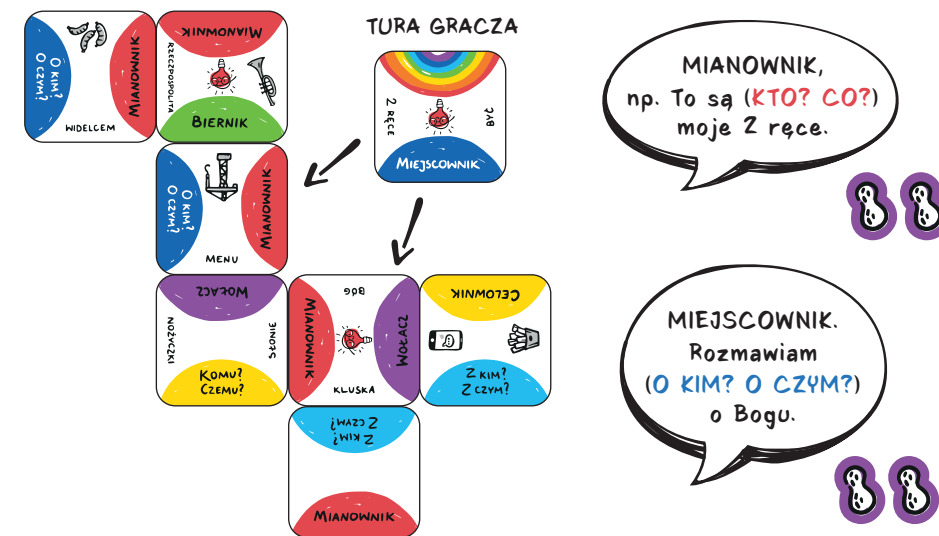 TURA GRACZA
O KIM?
O CZYM?
WIDELCEM
MIANOWNIK
MIANOWNIK
RZECZPOSPOLITA
BIERNIK
2 RĘCE
BYĆ
MIEJSCOWNIK
MIANOWNIK,
np. To są (KTO? CO?)
moje 2 ręce.
O KIM?
O CZYM?
MENU
MIANOWNIK
WOŁACZ
NOŻYCZKI
SŁONIE
KOMU?
CZEMU?
MIANOWNIK
BÓG
KLUSKA
WOŁACZ
CELOWNIK
Z KIM?
Z CZYM?
MIEJSCOWNIK.
Rozmawiam
(O KIM? O CZYM?)
o Bogu.
Z KIM?
Z CZYM?
MIANOWNIK